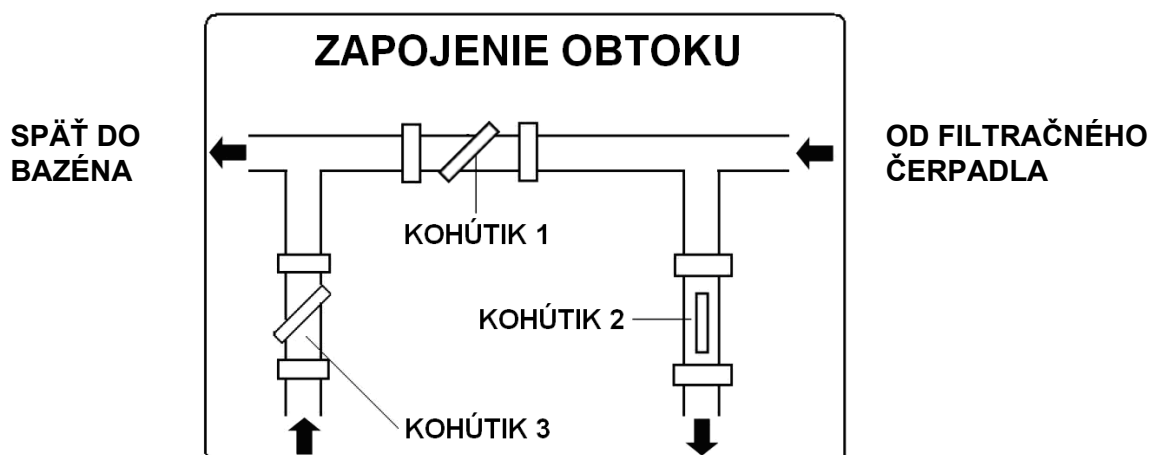 ZAPOJENIE OBTOKU
SPÄŤ DO
BAZÉNA
OD FILTRAČNÉHO
ČERPADLA
KOHÚTIK 1
KOHÚTIK 2
KOHÚTIK 3